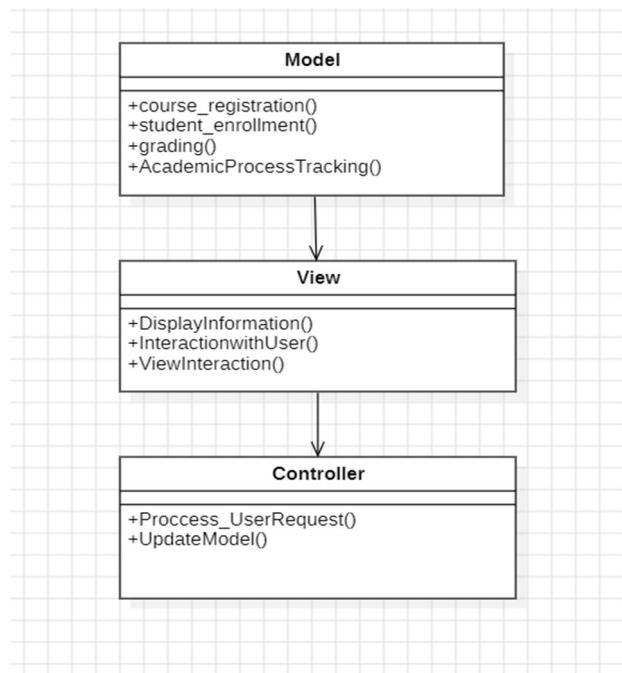 Model
+course_registration()
+student_enrollment()
+grading()
+AcademicProcessTracking()
View
+DisplayInformation()
+InteractionwithUser()
+ViewInteraction()
Controller
+Proccess_UserRequest()
+UpdateModel()